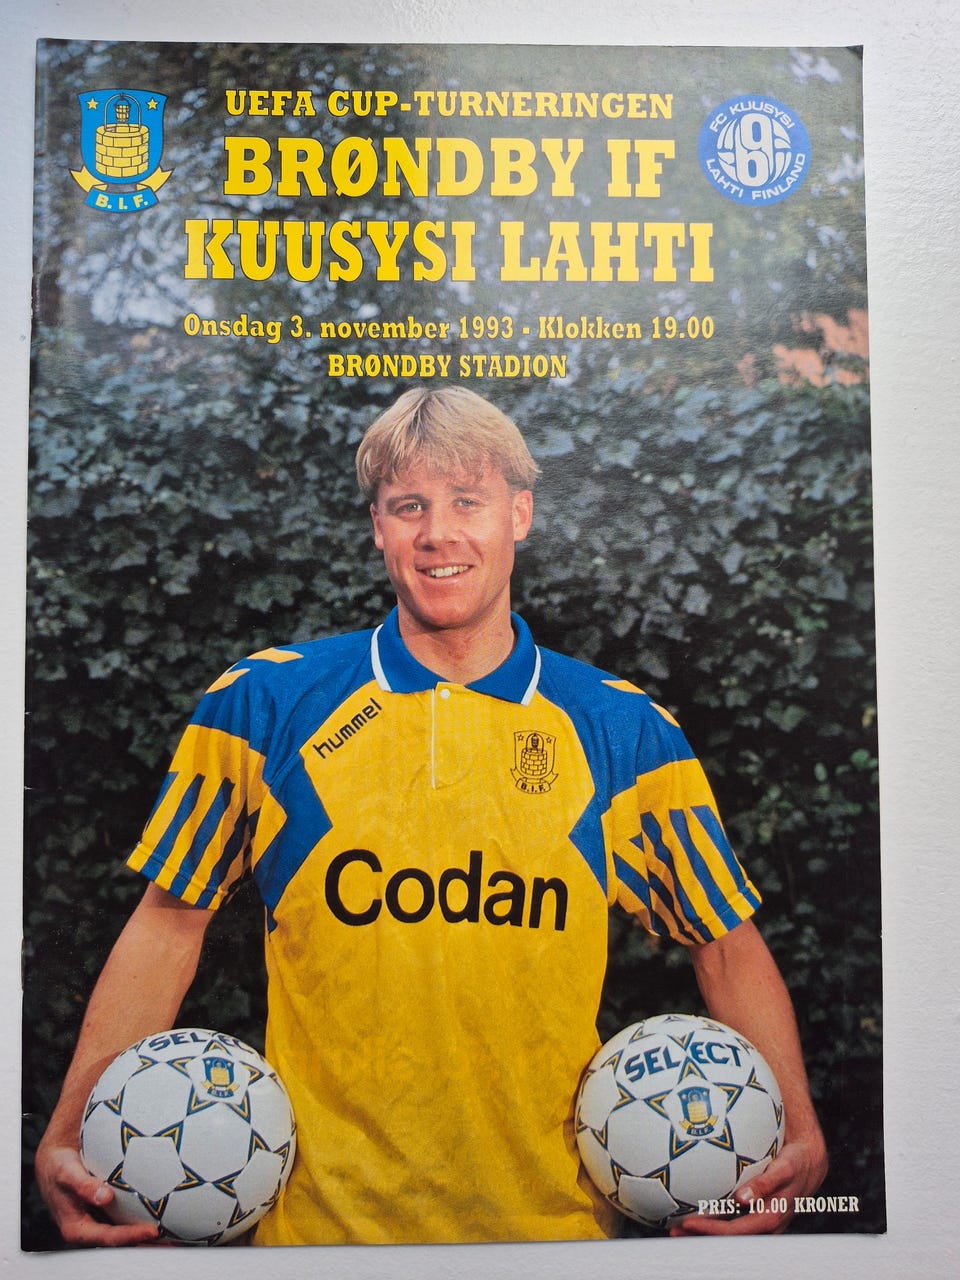 UEFA CUP-TURNERINGEN
BRØNDBY IF
KUUSYSI LAHTI
Onsdag 3. november 1993 - Klokken 19.00
BRØNDBY STADION
B. I. F.
FC KUUSYSI
LAHTI FINLAND
hummel
B.I.F.
Codan
SELEC
SELECT
B.I.F.
PRIS: 10.00 KRONER